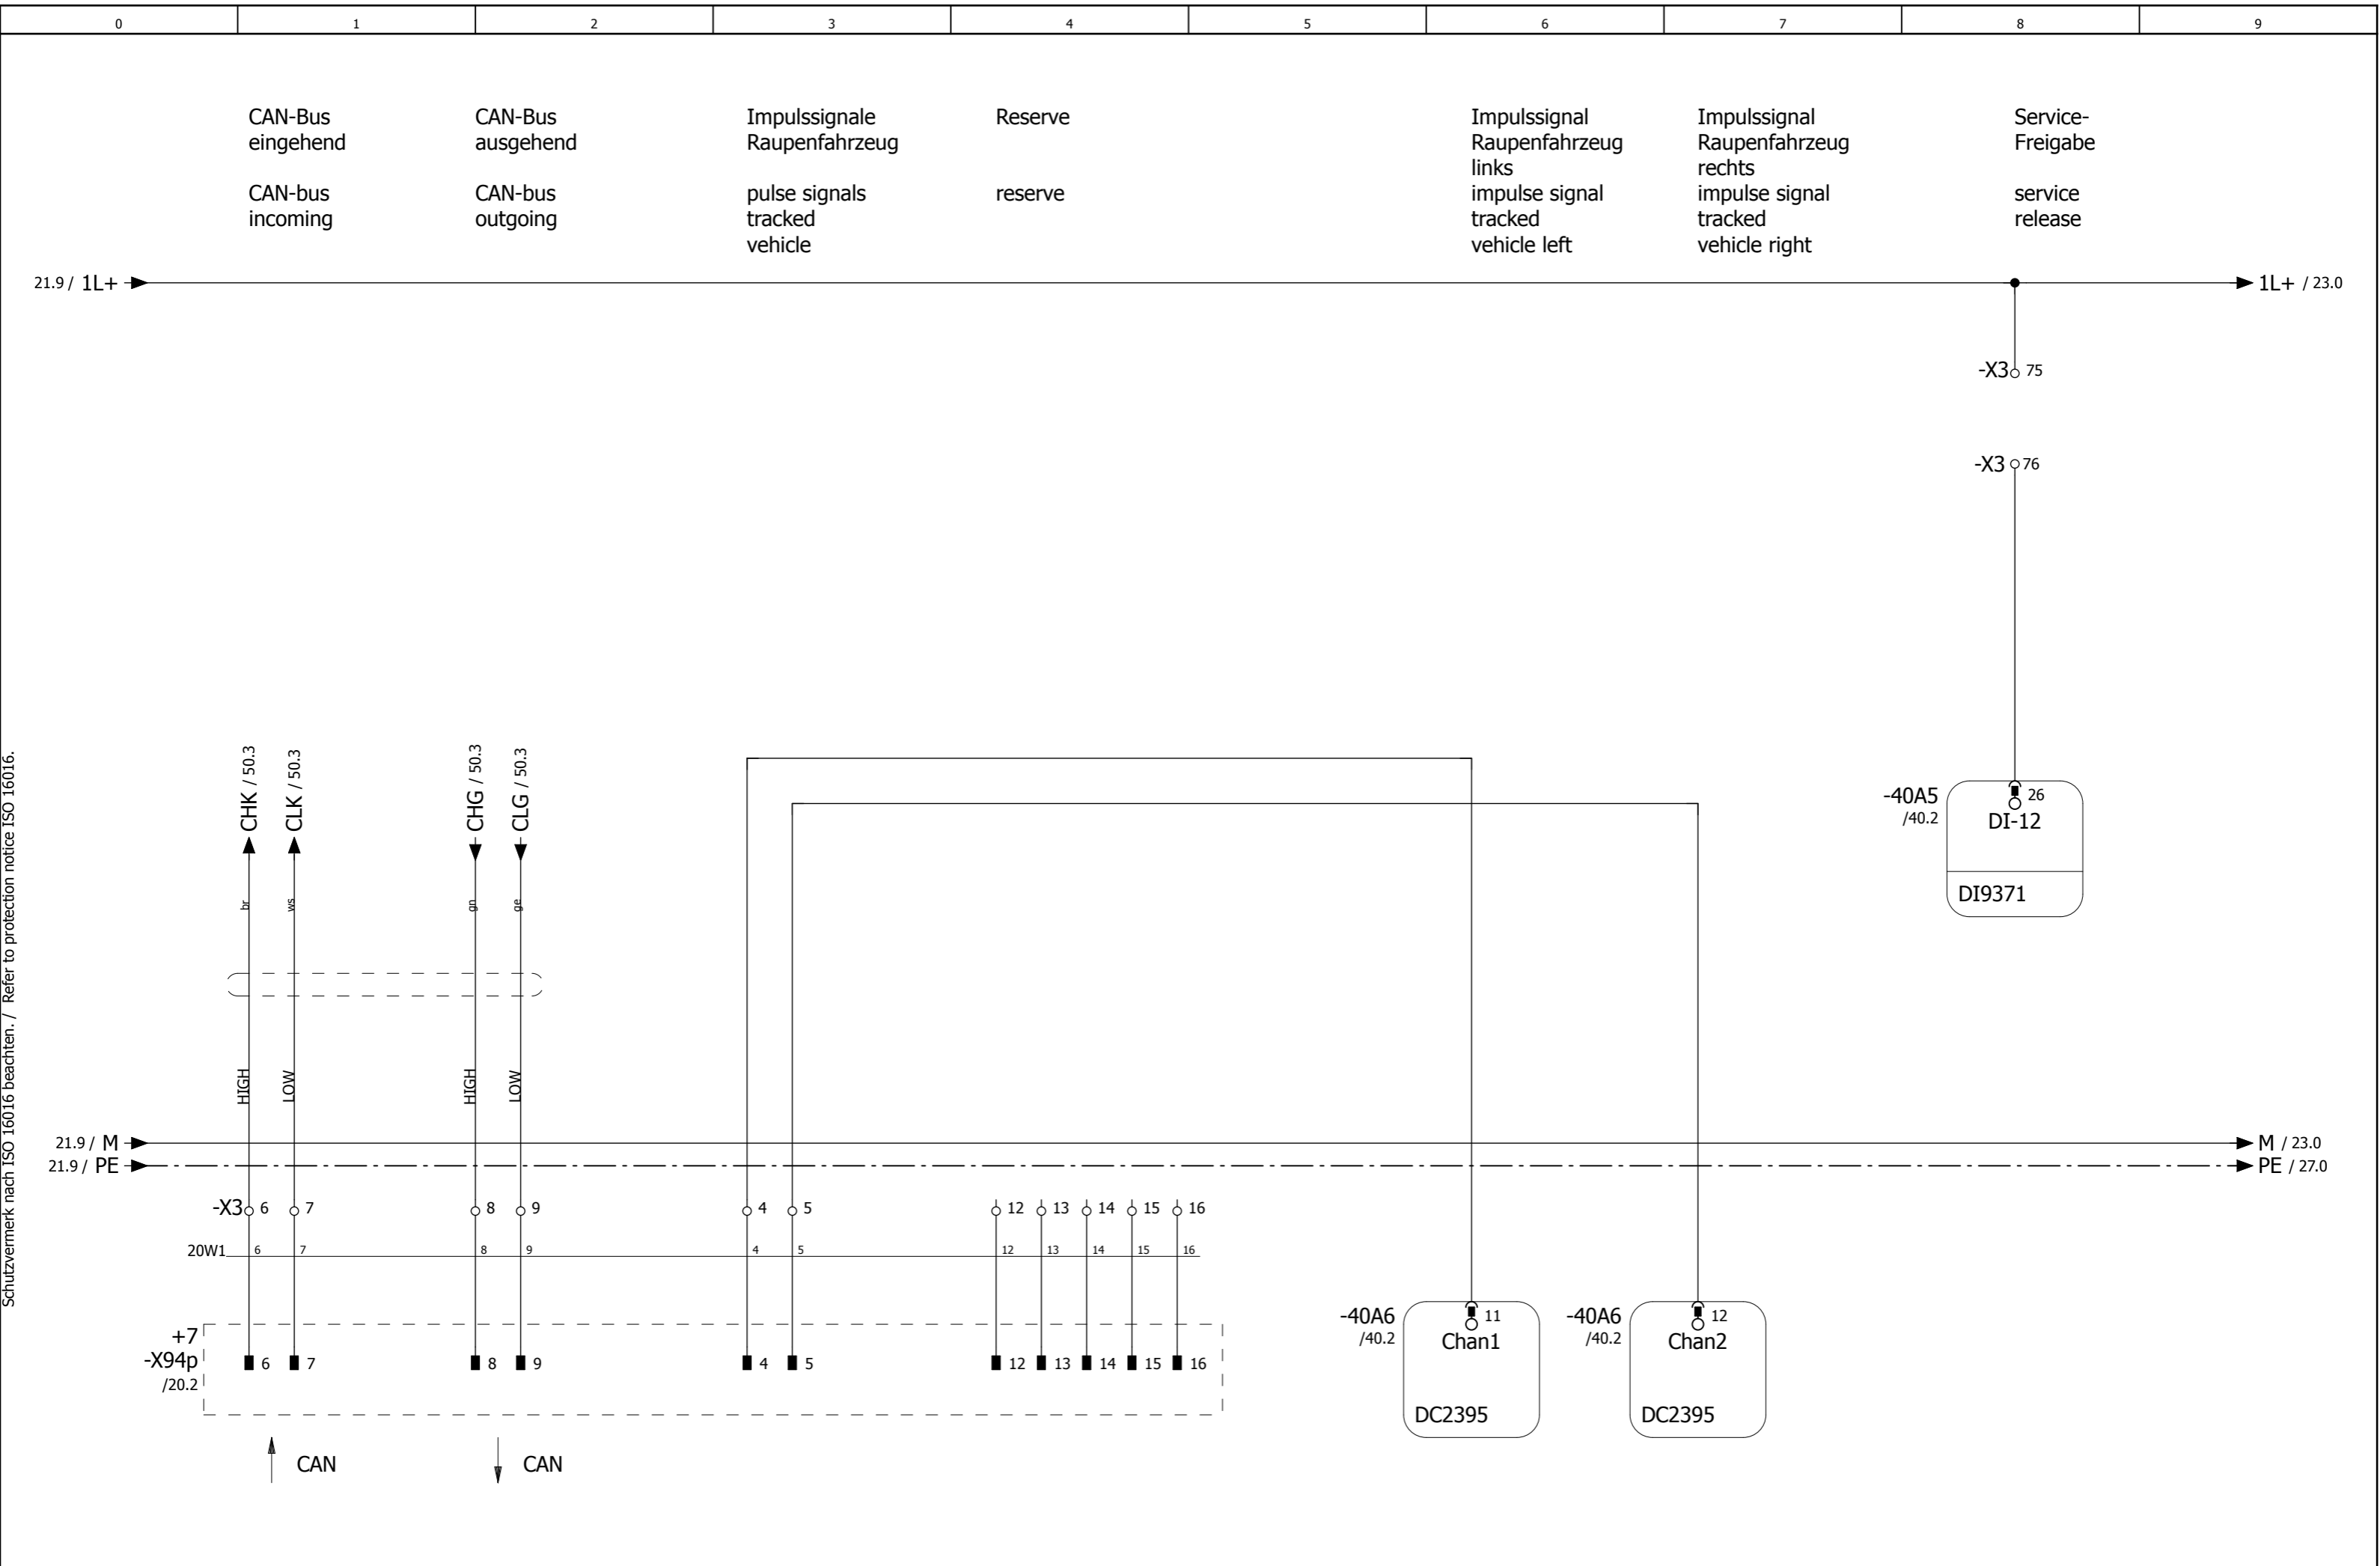 0 1 2 3 4 5 6 7 8 9
CAN-Bus
eingehend
CAN-bus
incoming
CAN-Bus
ausgehend
CAN-bus
outgoing
Impulssignale
Raupenfahrzeug
pulse signals
tracked
vehicle
Reserve
reserve
Impulssignal
Raupenfahrzeug
links
impulse signal
tracked
vehicle left
Impulssignal
Raupenfahrzeug
rechts
impulse signal
tracked
vehicle right
Service-
Freigabe
service
release
21.9 / 1L+
1L+ / 23.0
-X3 75
-X3 76
CHK / 50.3
CLK / 50.3
CHG / 50.3
CLG / 50.3
-40A5
/40.2
26
DI-12
DI9371
br
ws
gn
ge
HIGH
LOW
HIGH
LOW
21.9 / M
M / 23.0
21.9 / PE
PE / 27.0
-X3 6 7 8 9 4 5 12 13 14 15 16
20W1 6 7 8 9 4 5 12 13 14 15 16
+7
-X94p
/20.2
6 7 8 9 4 5 12 13 14 15 16
-40A6
/40.2
11
Chan1
DC2395
-40A6
/40.2
12
Chan2
DC2395
CAN
CAN
Schutzvermerk nach ISO 16016 beachten. / Refer to protection notice ISO 16016.